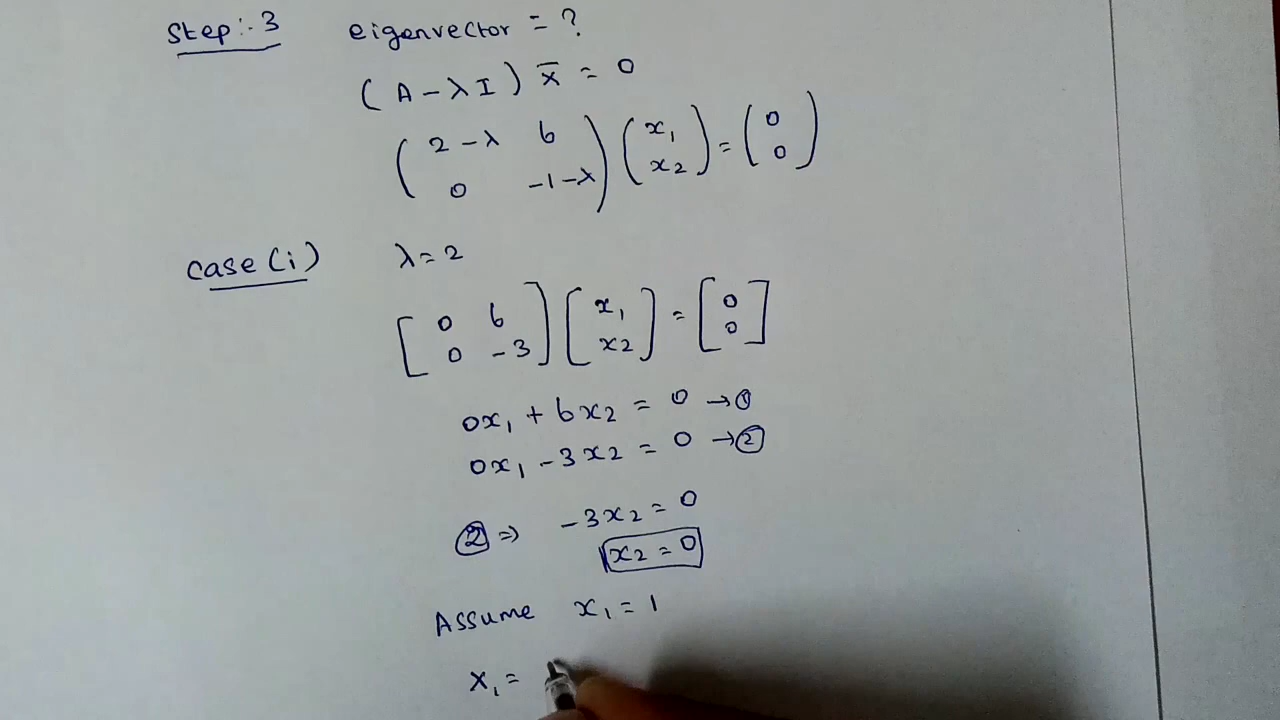 Step:-3 eigenvector = ?
(A - λI) x̄ = 0
(2-λ 6) (x₁) = (0)
(0 -1-λ) (x₂) (0)
case(i) λ=2
[0 6] [x₁] = [0]
[0 -3] [x₂] [0]
0x₁ + 6x₂ = 0 → ①
0x₁ - 3x₂ = 0 → ②
② ⇒ -3x₂ = 0
x₂ = 0
Assume x₁ = 1
X₁ =